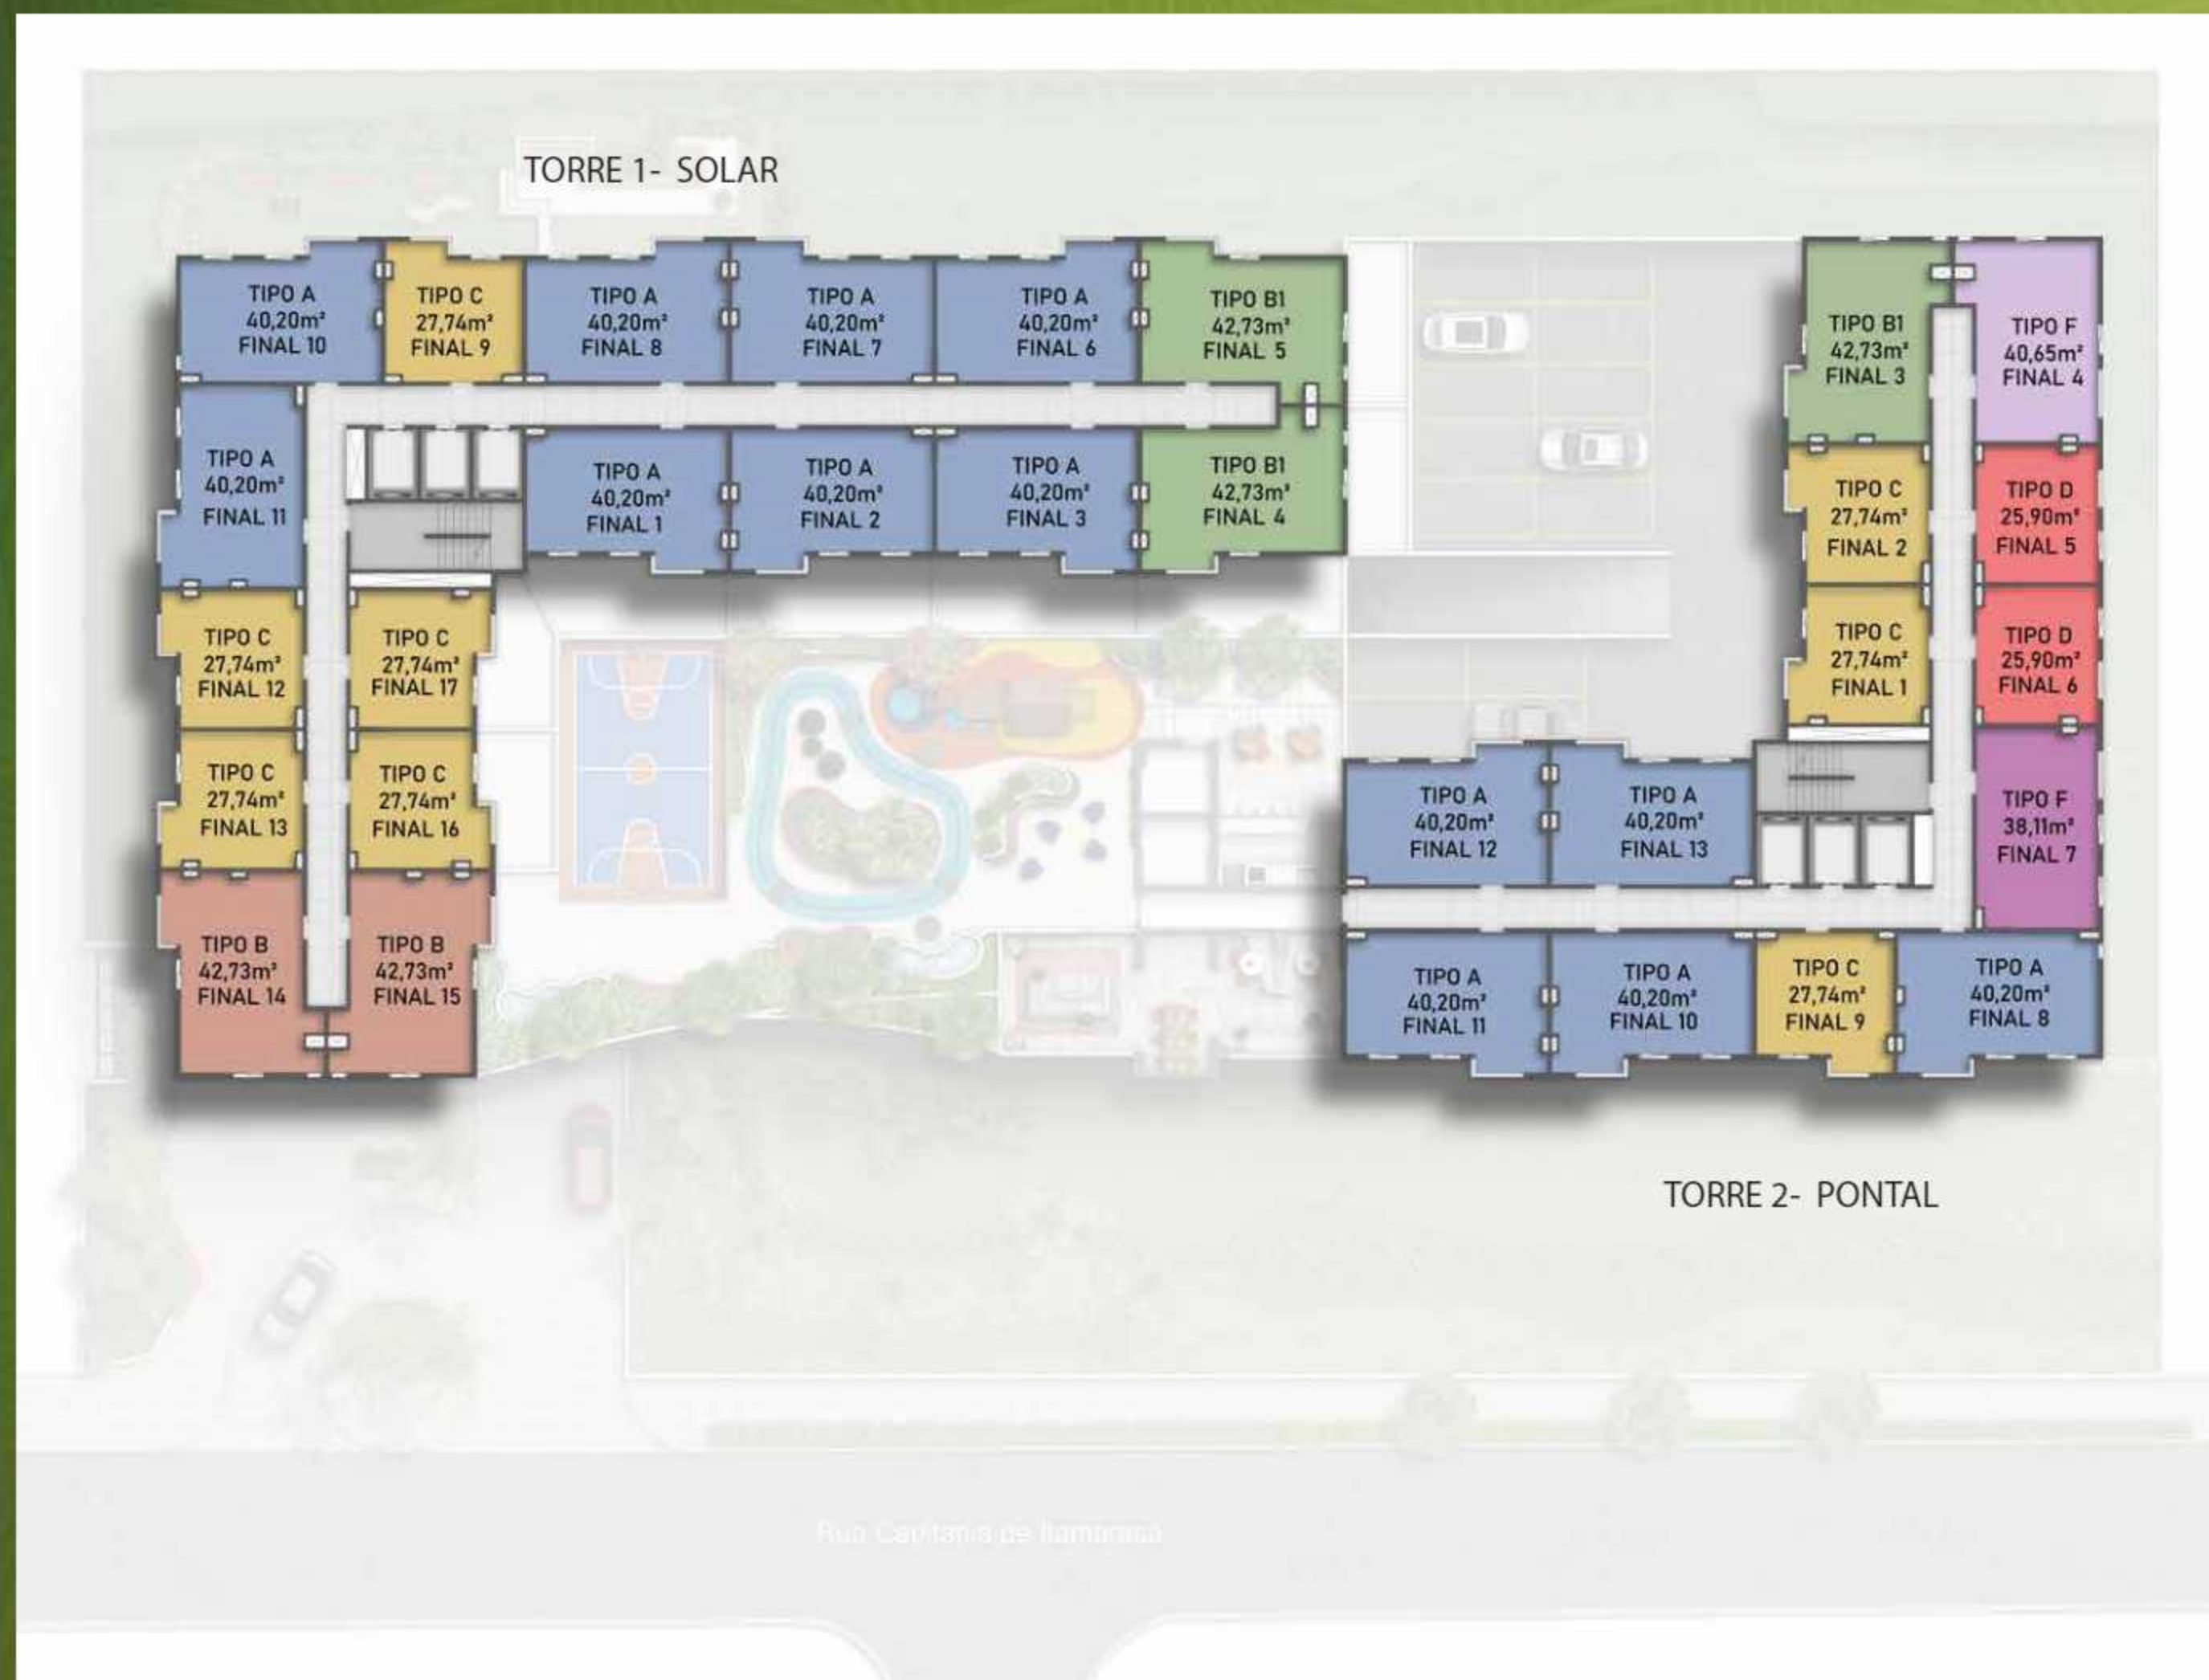 TORRE 1- SOLAR
TIPO A
40,20m²
FINAL 10
TIPO C
27,74m²
FINAL 9
TIPO A
40,20m²
FINAL 8
TIPO A
40,20m²
FINAL 7
TIPO A
40,20m²
FINAL 6
TIPO B1
42,73m²
FINAL 5
TIPO A
40,20m²
FINAL 11
TIPO A
40,20m²
FINAL 1
TIPO A
40,20m²
FINAL 2
TIPO A
40,20m²
FINAL 3
TIPO B1
42,73m²
FINAL 4
TIPO C
27,74m²
FINAL 12
TIPO C
27,74m²
FINAL 17
TIPO C
27,74m²
FINAL 13
TIPO C
27,74m²
FINAL 16
TIPO B
42,73m²
FINAL 14
TIPO B
42,73m²
FINAL 15
TIPO B1
42,73m²
FINAL 3
TIPO F
40,65m²
FINAL 4
TIPO C
27,74m²
FINAL 2
TIPO D
25,90m²
FINAL 5
TIPO C
27,74m²
FINAL 1
TIPO D
25,90m²
FINAL 6
TIPO A
40,20m²
FINAL 12
TIPO A
40,20m²
FINAL 13
TIPO F
38,11m²
FINAL 7
TIPO A
40,20m²
FINAL 11
TIPO A
40,20m²
FINAL 10
TIPO C
27,74m²
FINAL 9
TIPO A
40,20m²
FINAL 8
TORRE 2- PONTAL
Rua Capitania de Itamaracá